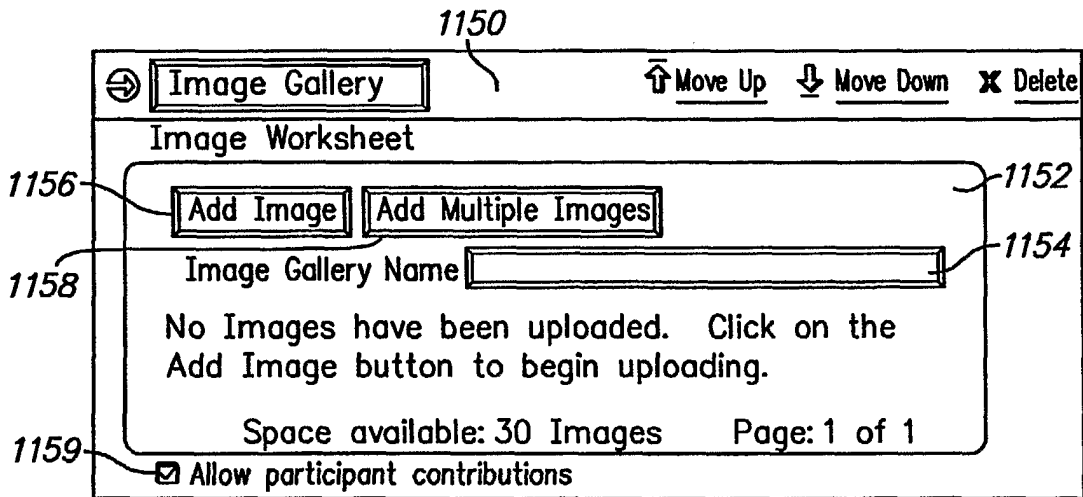 1150
Image Gallery Move Up Move Down X Delete
Image Worksheet
1156 1152
Add Image Add Multiple Images
1154
1158 Image Gallery Name
No Images have been uploaded. Click on the
Add Image button to begin uploading.
Space available: 30 Images Page: 1 of 1
1159
Allow participant contributions